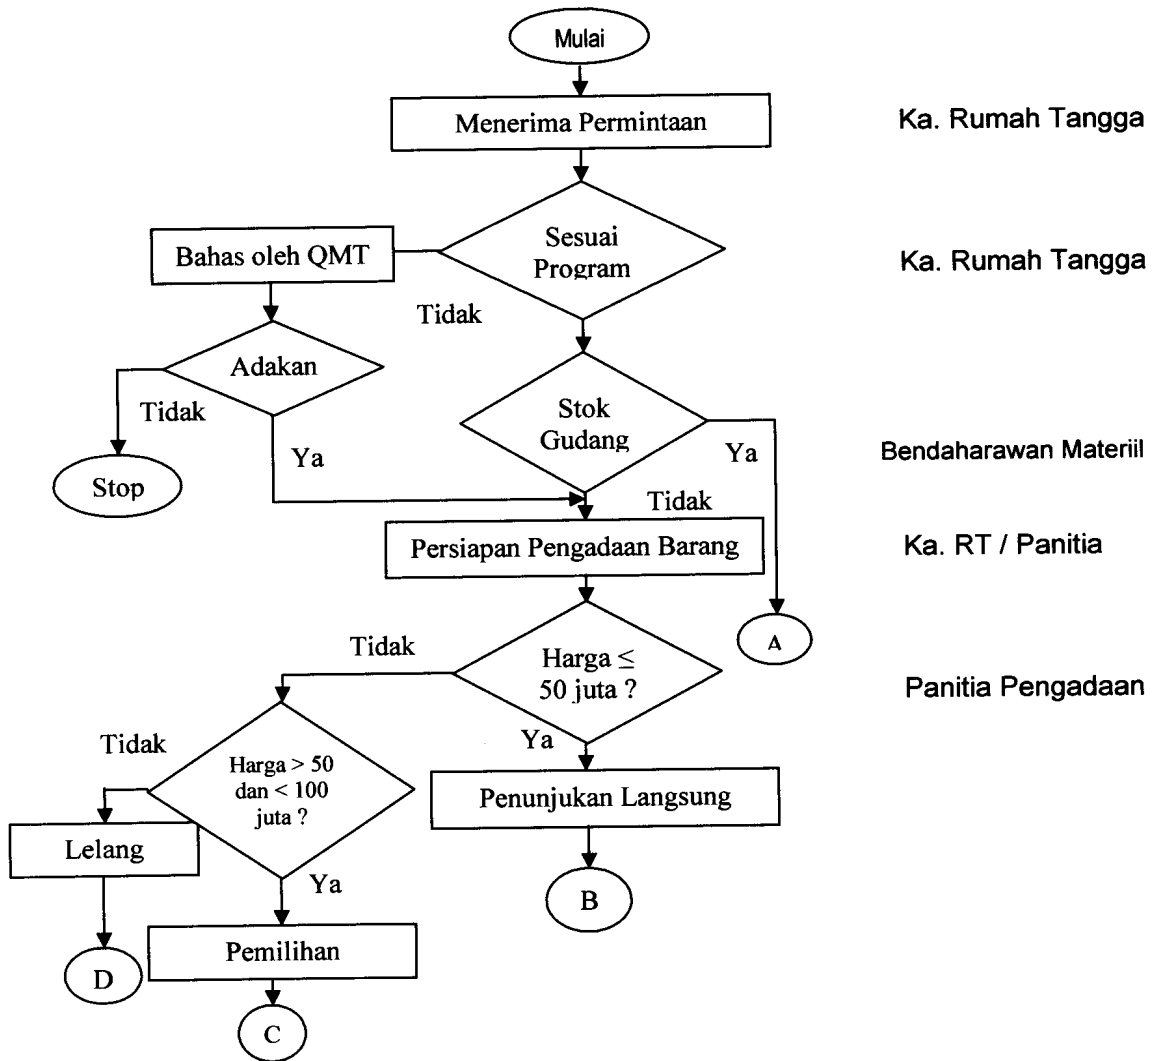 Mulai
Menerima Permintaan
Ka. Rumah Tangga
Sesuai
Program
Bahas oleh QMT
Ka. Rumah Tangga
Tidak
Adakan
Tidak
Ya
Stop
Stok
Gudang
Ya
Bendaharawan Materiil
Tidak
Persiapan Pengadaan Barang
Ka. RT / Panitia
A
Tidak
Harga ≤
50 juta ?
Panitia Pengadaan
Ya
Tidak
Harga > 50
dan < 100
juta ?
Penunjukan Langsung
Lelang
Ya
B
Pemilihan
D
C